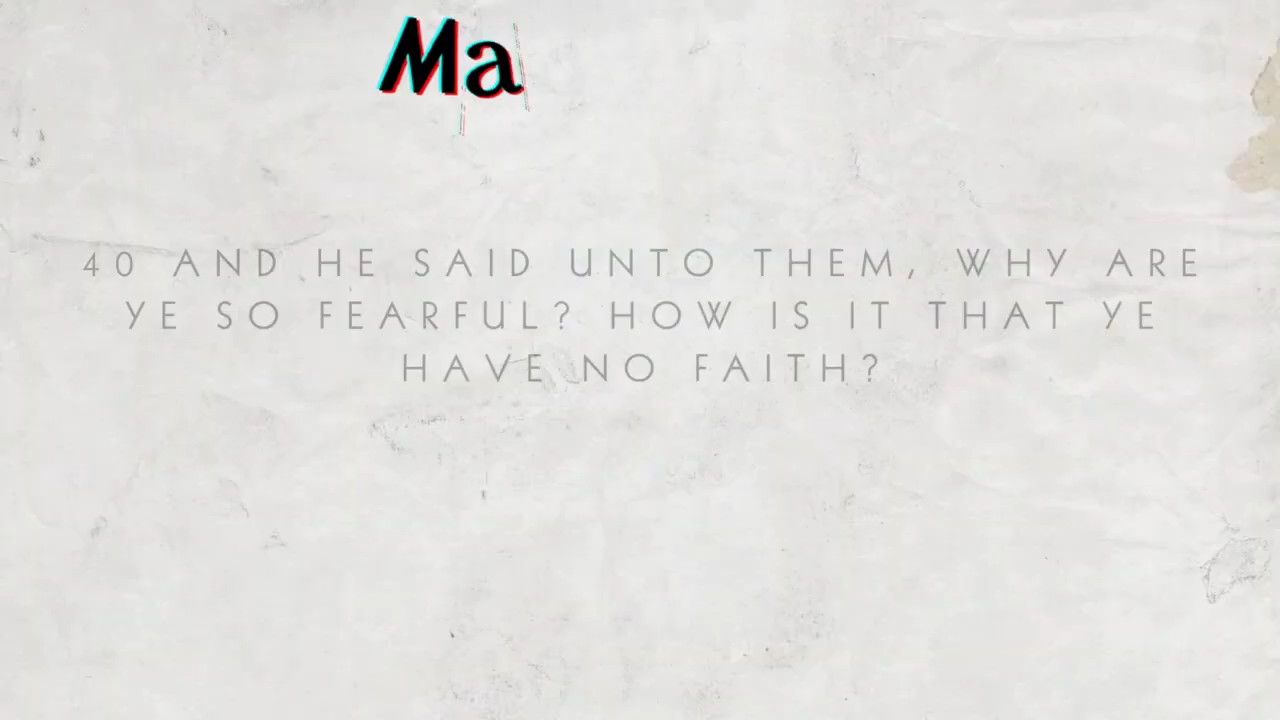 Ma
40 AND HE SAID UNTO THEM, WHY ARE
YE SO FEARFUL? HOW IS IT THAT YE
HAVE NO FAITH?